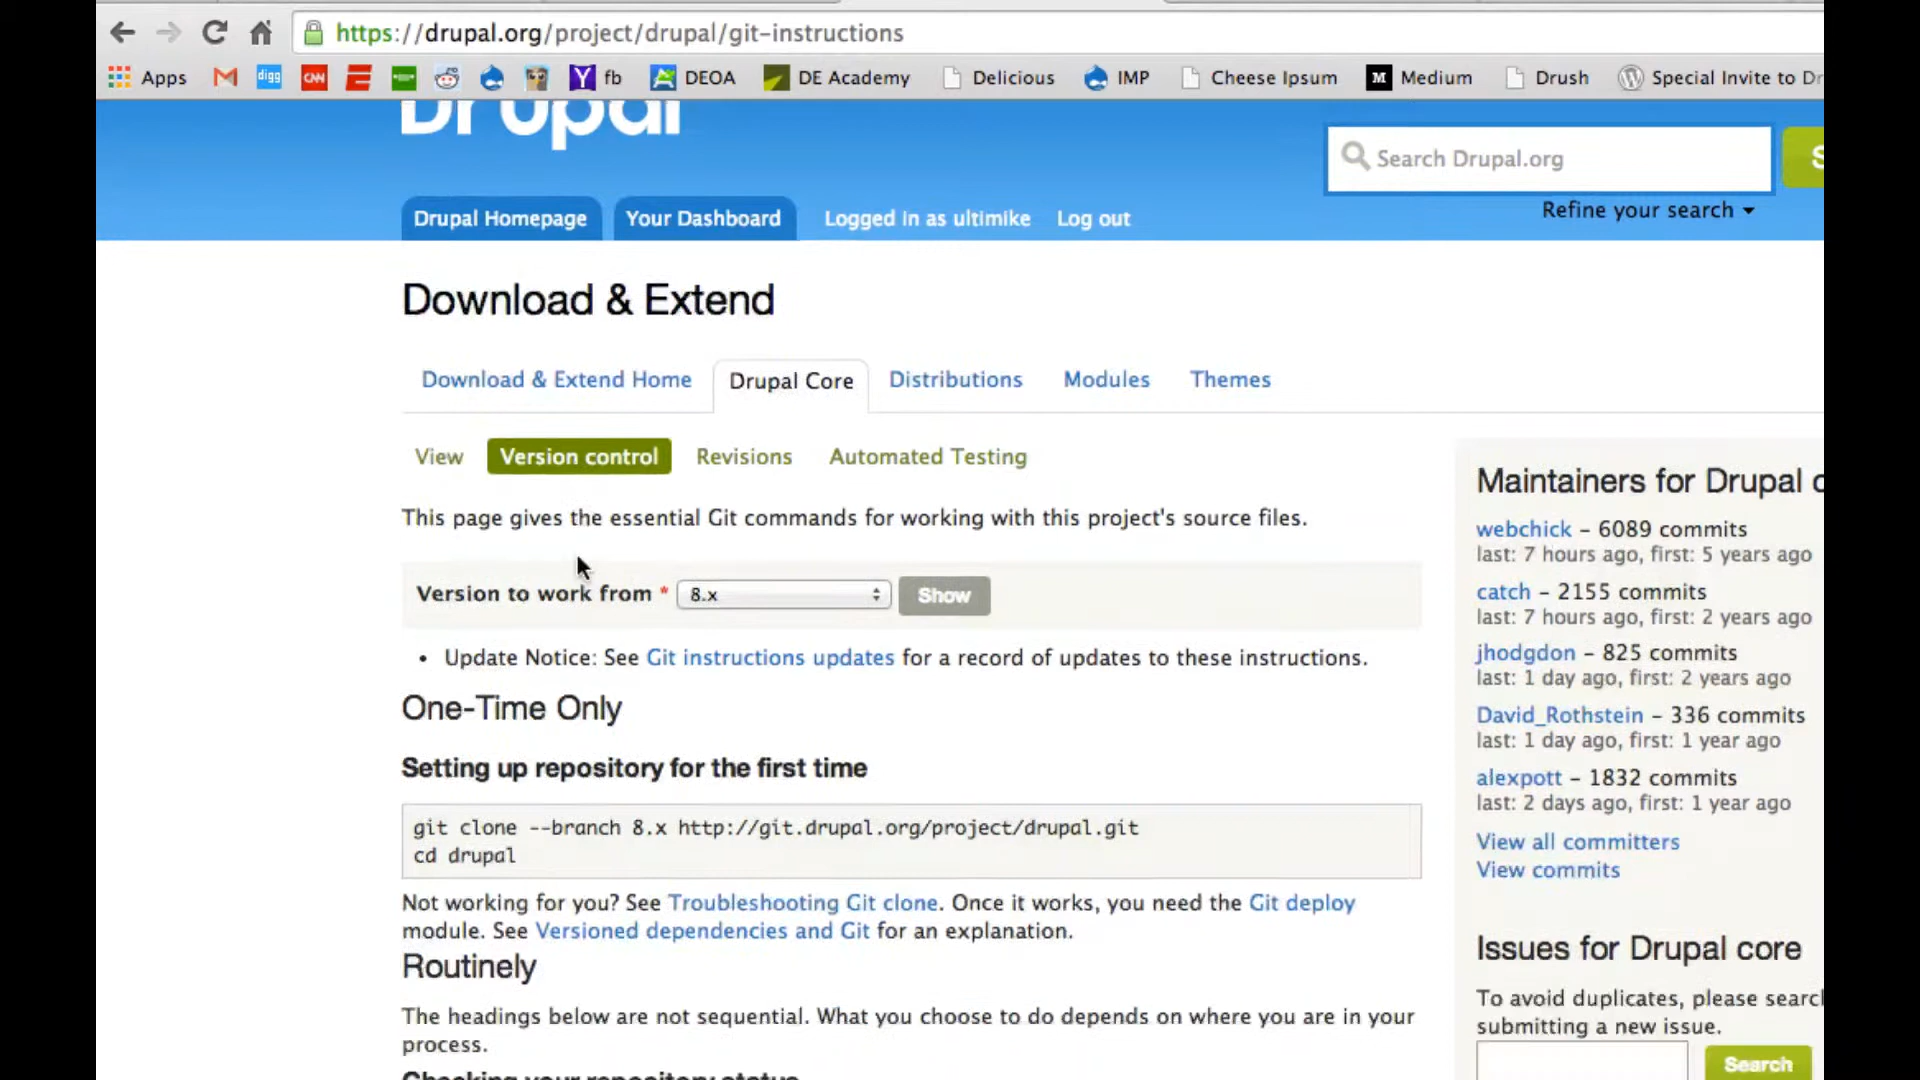 https://drupal.org/project/drupal/git-instructions
Apps digg CNN fb DEOA DE Academy Delicious IMP Cheese Ipsum M Medium Drush Special Invite to Dr
Drupal
Search Drupal.org S
Refine your search
Drupal Homepage Your Dashboard Logged in as ultimike Log out
Download & Extend
Download & Extend Home Drupal Core Distributions Modules Themes
View Version control Revisions Automated Testing
This page gives the essential Git commands for working with this project's source files.
Version to work from * 8.x Show
• Update Notice: See Git instructions updates for a record of updates to these instructions.
One-Time Only
Setting up repository for the first time
git clone --branch 8.x http://git.drupal.org/project/drupal.git
cd drupal
Not working for you? See Troubleshooting Git clone. Once it works, you need the Git deploy
module. See Versioned dependencies and Git for an explanation.
Routinely
The headings below are not sequential. What you choose to do depends on where you are in your
process.
Checking your repository status
Maintainers for Drupal c
webchick – 6089 commits
last: 7 hours ago, first: 5 years ago
catch – 2155 commits
last: 7 hours ago, first: 2 years ago
jhodgdon – 825 commits
last: 1 day ago, first: 2 years ago
David_Rothstein – 336 commits
last: 1 day ago, first: 1 year ago
alexpott – 1832 commits
last: 2 days ago, first: 1 year ago
View all committers
View commits
Issues for Drupal core
To avoid duplicates, please search
submitting a new issue.
Search